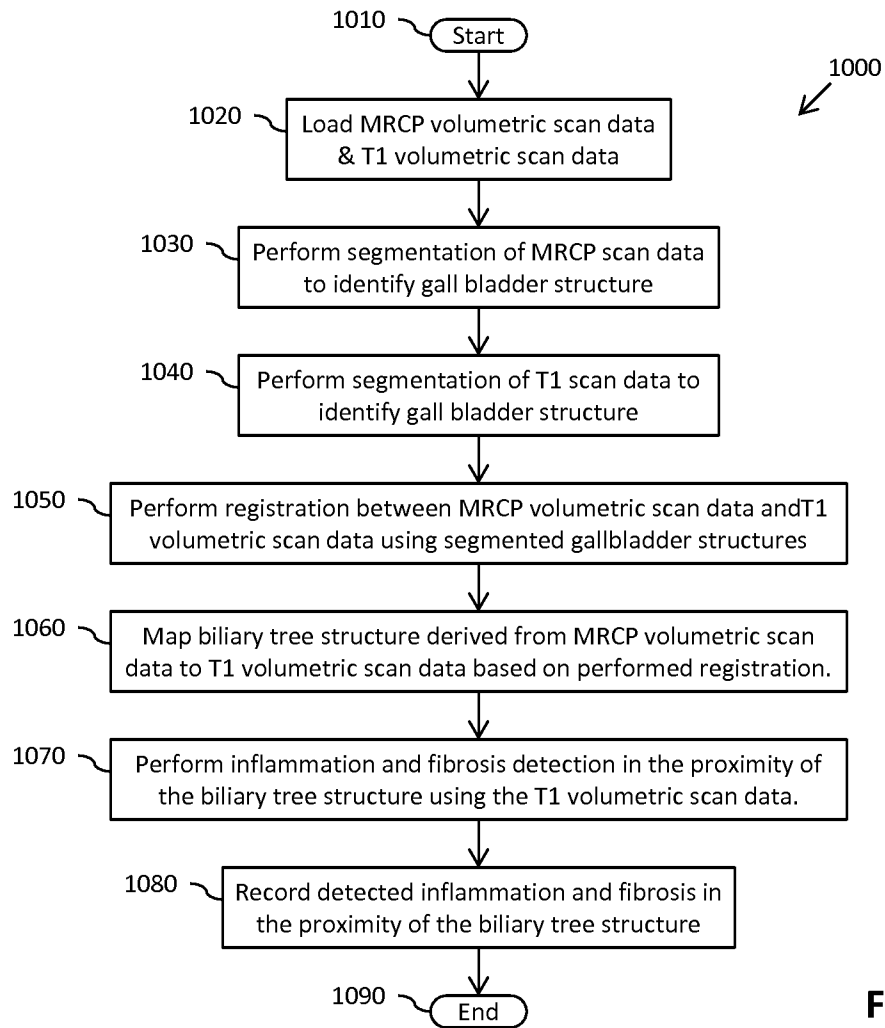 1010
Start
1000
1020
Load MRCP volumetric scan data
& T1 volumetric scan data
1030
Perform segmentation of MRCP scan data
to identify gall bladder structure
1040
Perform segmentation of T1 scan data to
identify gall bladder structure
1050
Perform registration between MRCP volumetric scan data andT1
volumetric scan data using segmented gallbladder structures
1060
Map biliary tree structure derived from MRCP volumetric scan
data to T1 volumetric scan data based on performed registration.
1070
Perform inflammation and fibrosis detection in the proximity of
the biliary tree structure using the T1 volumetric scan data.
1080
Record detected inflammation and fibrosis in
the proximity of the biliary tree structure
1090
End
F